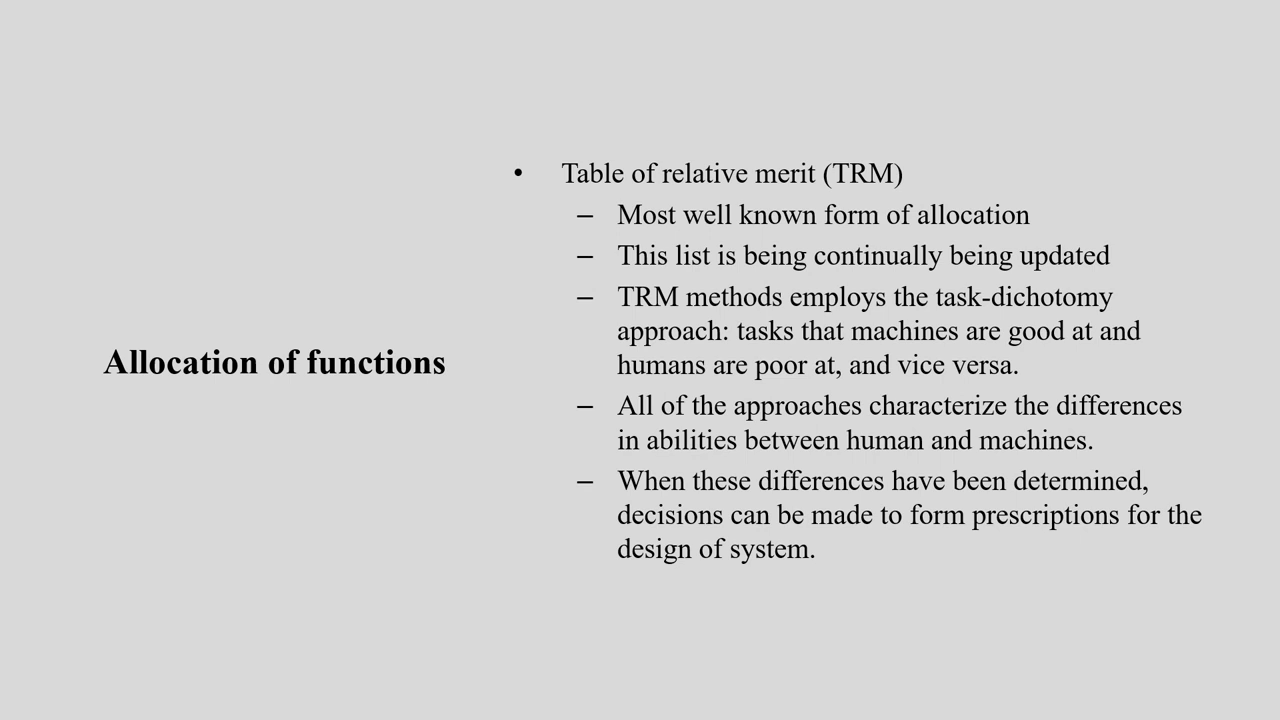 Allocation of functions
• Table of relative merit (TRM)
– Most well known form of allocation
– This list is being continually being updated
– TRM methods employs the task-dichotomy
approach: tasks that machines are good at and
humans are poor at, and vice versa.
– All of the approaches characterize the differences
in abilities between human and machines.
– When these differences have been determined,
decisions can be made to form prescriptions for the
design of system.